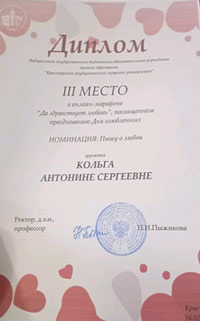 Диплом
Федеральное государственное бюджетное образовательное учреждение
высшего образования
"Красноярский государственный аграрный университет"
III МЕСТО
в онлайн-марафоне
"Да здравствует любовь", посвященном
празднованию Дня влюбленных
НОМИНАЦИЯ: Пишу о любви
вручается
КОЛЬГА
АНТОНИНЕ СЕРГЕЕВНЕ
Ректор, д.э.н.,
профессор
Н.И.Пыжикова